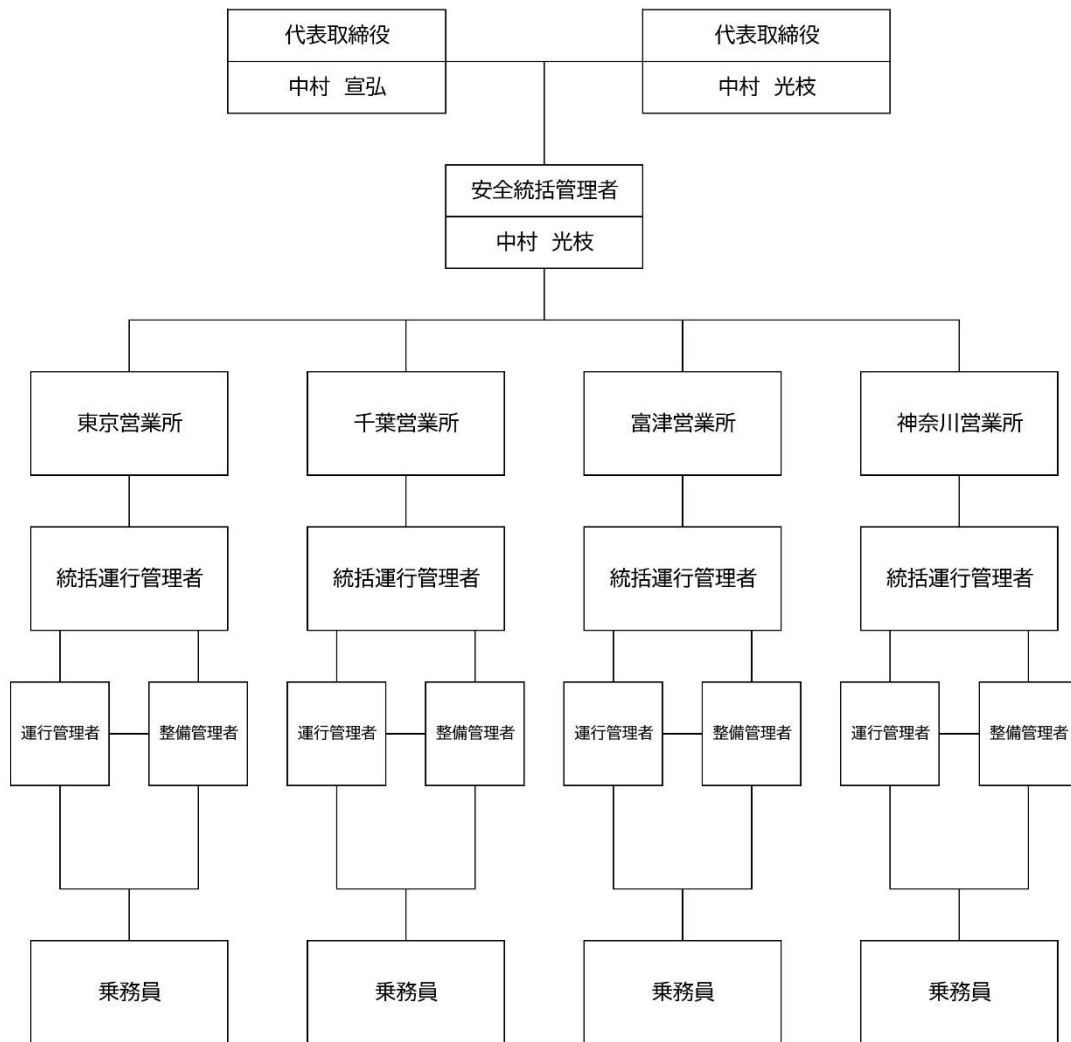 代表取締役
代表取締役
中村 宣弘
中村 光枝
安全統括管理者
中村 光枝
東京営業所
千葉営業所
富津営業所
神奈川営業所
統括運行管理者
統括運行管理者
統括運行管理者
統括運行管理者
運行管理者
整備管理者
運行管理者
整備管理者
運行管理者
整備管理者
運行管理者
整備管理者
乗務員
乗務員
乗務員
乗務員